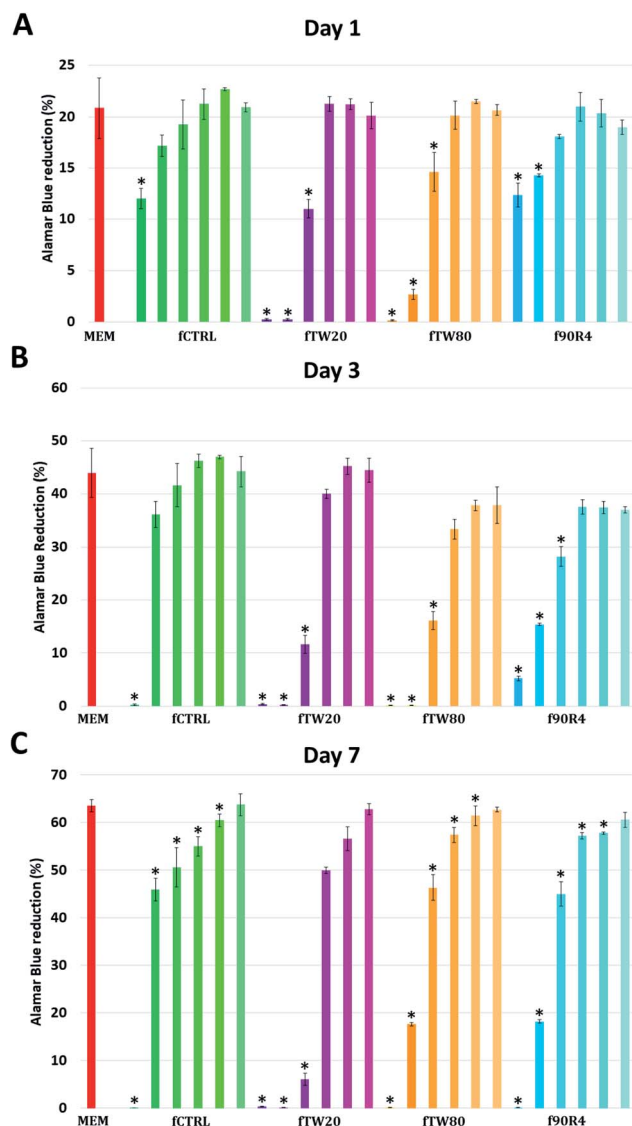 A
Day 1
Alamar Blue reduction (%)
25
20
15
10
5
0
* * * * * * * * *
MEM fCTRL fTW20 fTW80 f90R4
B
Day 3
Alamar Blue Reduction (%)
60
50
40
30
20
10
0
* * * * * * * * * *
MEM fCTRL fTW20 fTW80 f90R4
C
Day 7
Alamar Blue reduction (%)
70
60
50
40
30
20
10
0
* * * * * * * * * * * * * * * * * *
MEM fCTRL fTW20 fTW80 f90R4